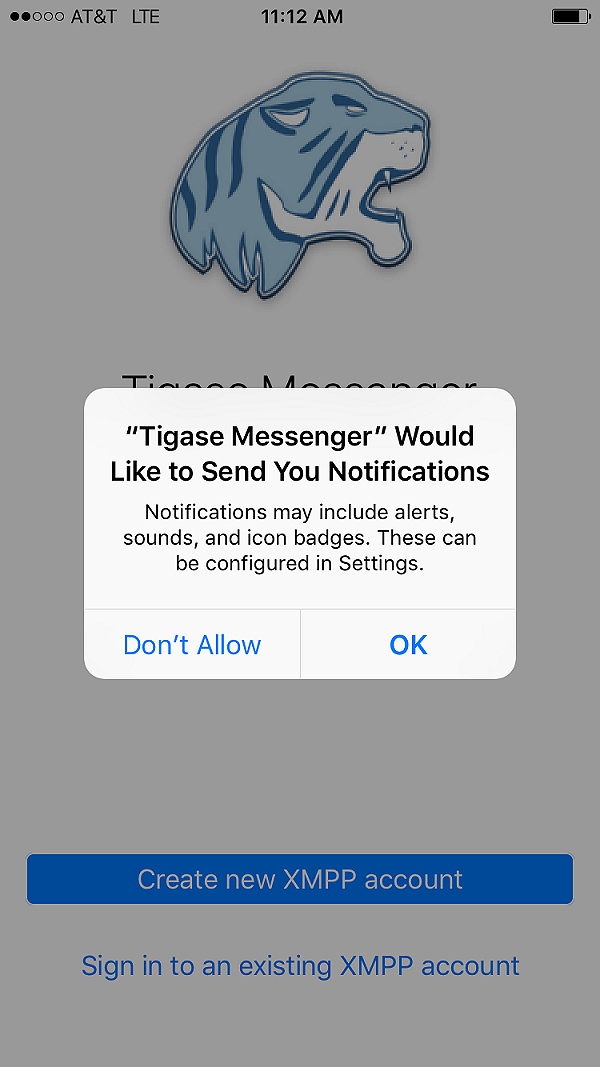 AT&T LTE 11:12 AM
Tigase Messenger
“Tigase Messenger” Would
Like to Send You Notifications
Notifications may include alerts,
sounds, and icon badges. These can
be configured in Settings.
Don’t Allow
OK
Create new XMPP account
Sign in to an existing XMPP account